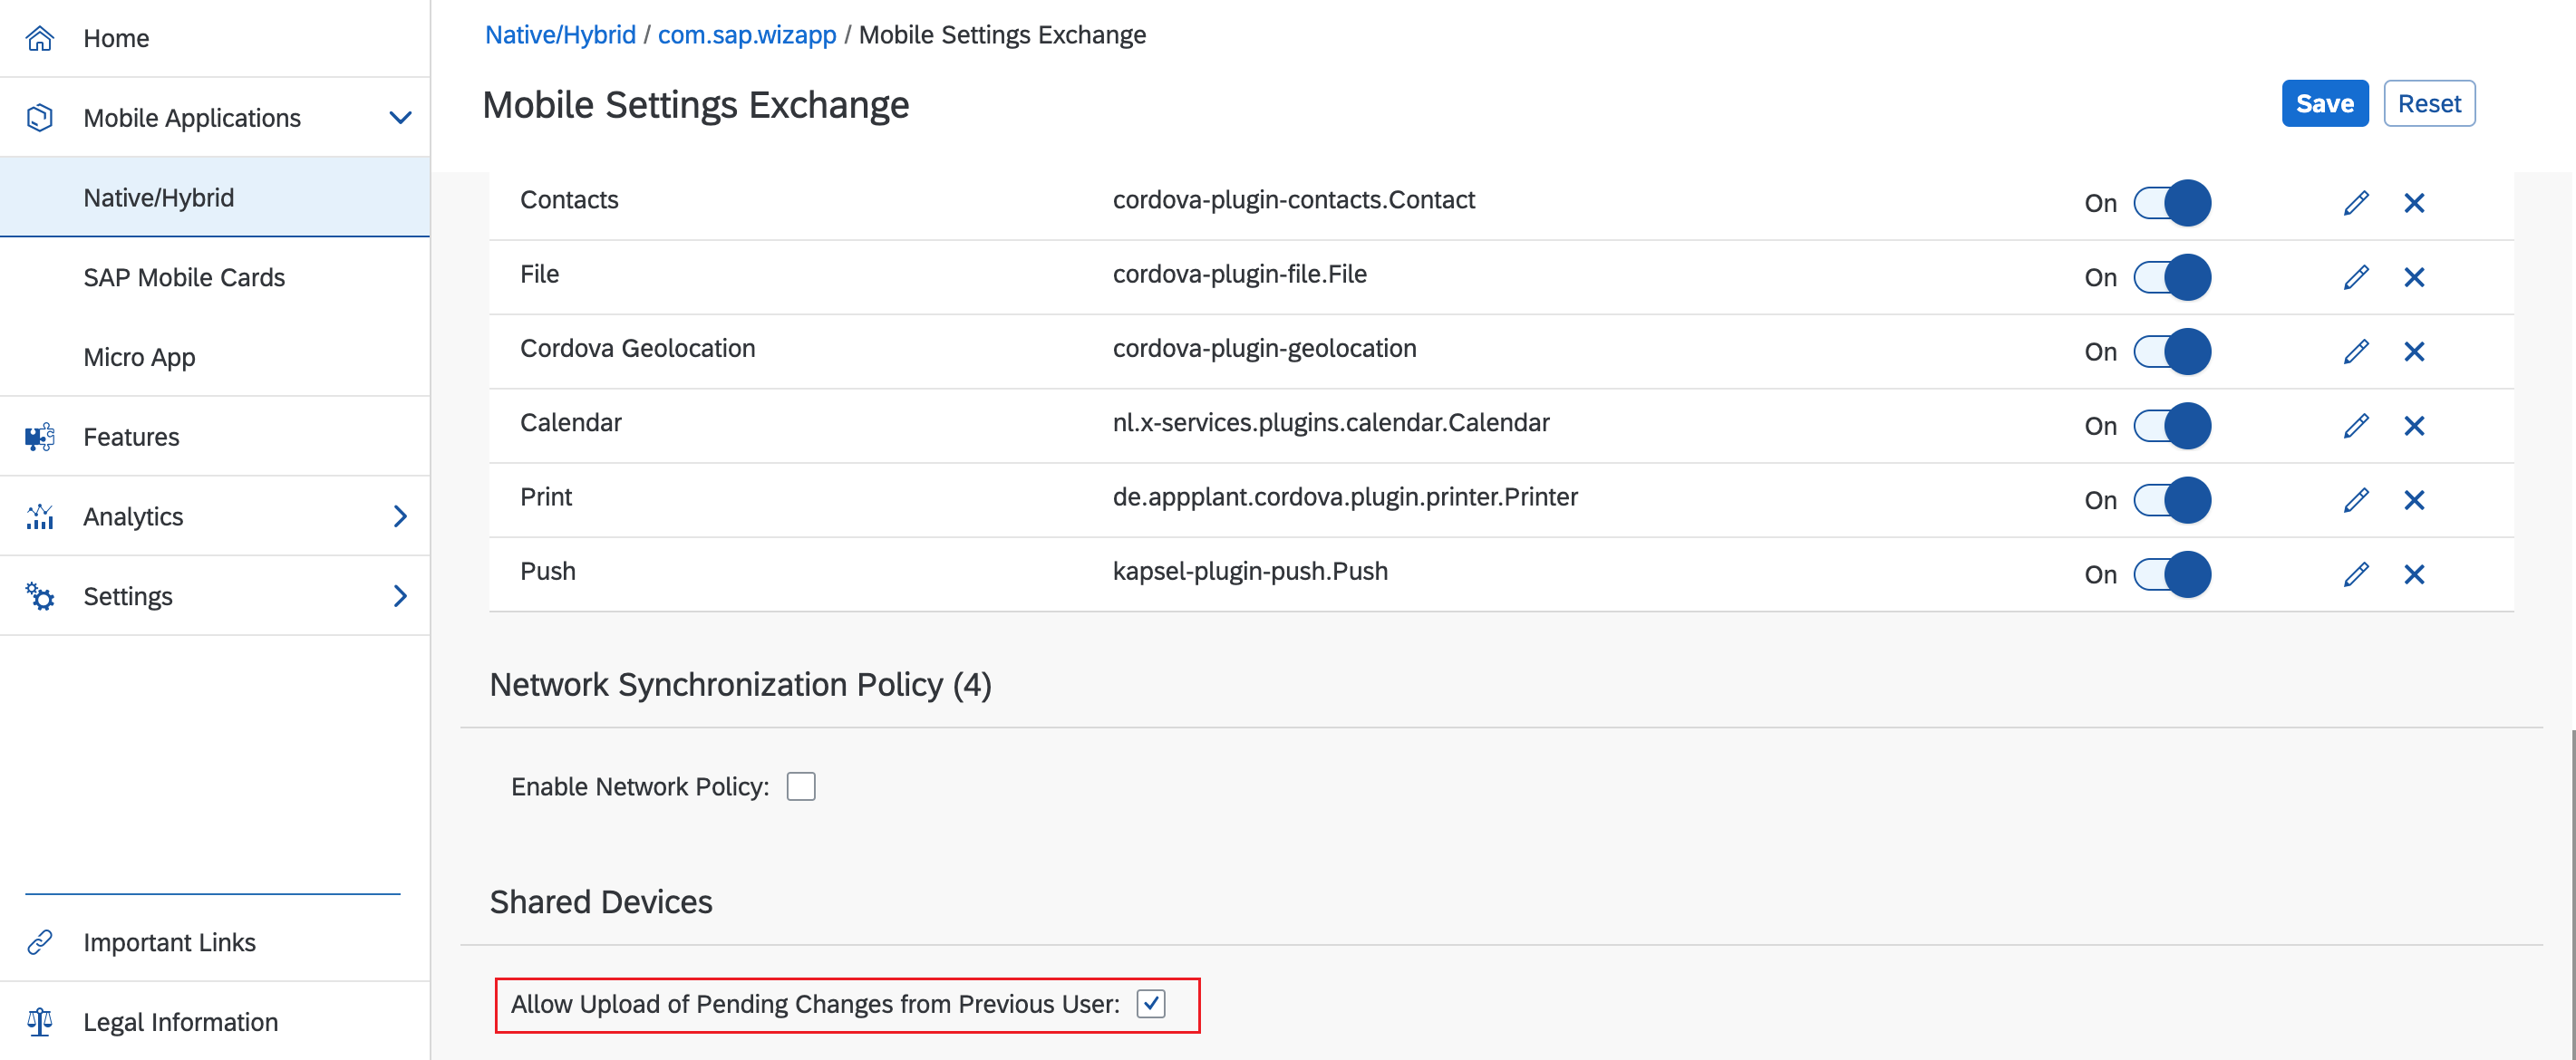 Home
Mobile Applications
Native/Hybrid
SAP Mobile Cards
Micro App
Features
Analytics
Settings
Important Links
Legal Information
Native/Hybrid / com.sap.wizapp / Mobile Settings Exchange
Mobile Settings Exchange
Save Reset
Contacts cordova-plugin-contacts.Contact On
File cordova-plugin-file.File On
Cordova Geolocation cordova-plugin-geolocation On
Calendar nl.x-services.plugins.calendar.Calendar On
Print de.appplant.cordova.plugin.printer.Printer On
Push kapsel-plugin-push.Push On
Network Synchronization Policy (4)
Enable Network Policy:
Shared Devices
Allow Upload of Pending Changes from Previous User: